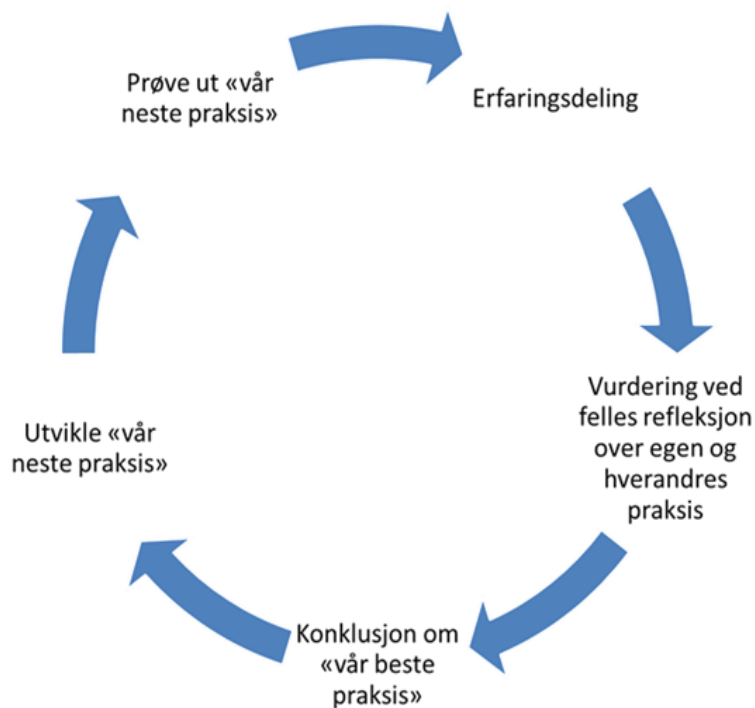 Prøve ut «vår
neste praksis»
Erfaringsdeling
Vurdering ved
felles refleksjon
over egen og
hverandres
praksis
Konklusjon om
«vår beste
praksis»
Utvikle «vår
neste praksis»